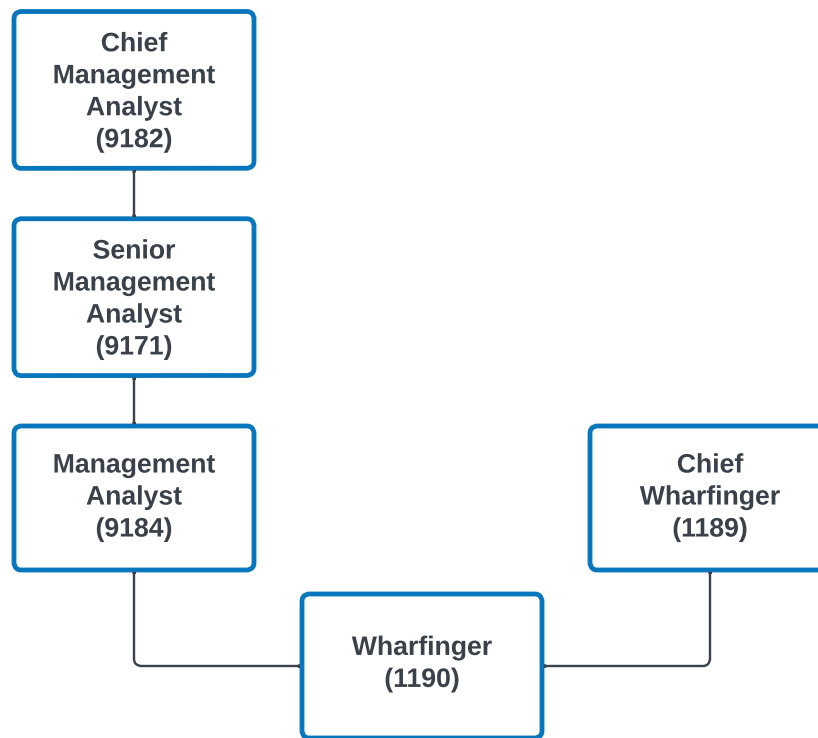 Chief
Management
Analyst
(9182)
Senior
Management
Analyst
(9171)
Management
Analyst
(9184)
Chief
Wharfinger
(1189)
Wharfinger
(1190)